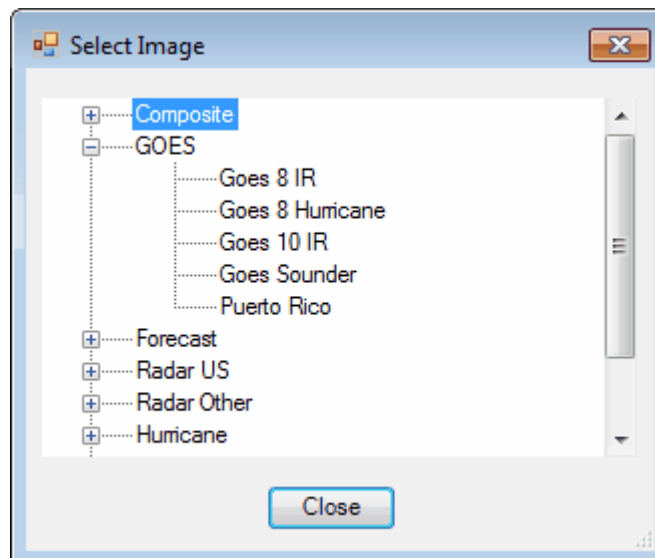 Select Image
Composite
GOES
Goes 8 IR
Goes 8 Hurricane
Goes 10 IR
Goes Sounder
Puerto Rico
Forecast
Radar US
Radar Other
Hurricane
Close